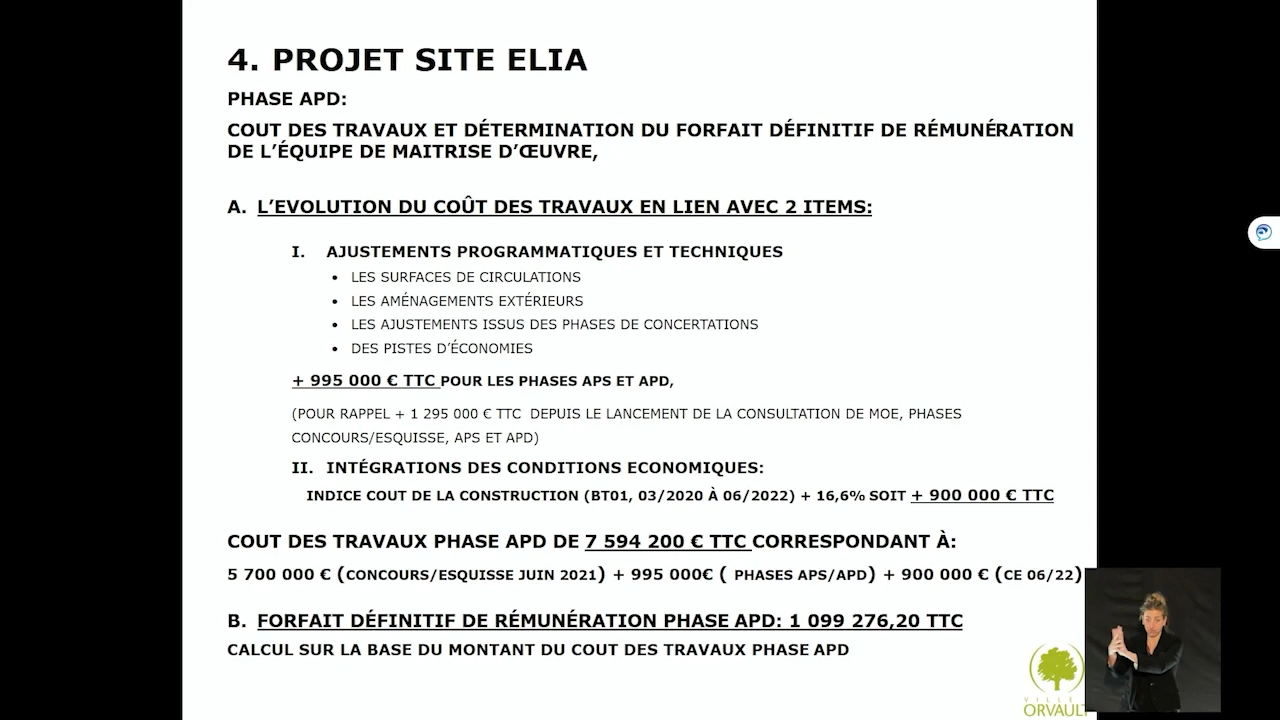 4. PROJET SITE ELIA
PHASE APD:
COUT DES TRAVAUX ET DÉTERMINATION DU FORFAIT DÉFINITIF DE RÉMUNÉRATION
DE L'ÉQUIPE DE MAITRISE D'ŒUVRE,
A. L'EVOLUTION DU COÛT DES TRAVAUX EN LIEN AVEC 2 ITEMS:
I. AJUSTEMENTS PROGRAMMATIQUES ET TECHNIQUES
• LES SURFACES DE CIRCULATIONS
• LES AMÉNAGEMENTS EXTÉRIEURS
• LES AJUSTEMENTS ISSUS DES PHASES DE CONCERTATIONS
• DES PISTES D'ÉCONOMIES
+ 995 000 € TTC POUR LES PHASES APS ET APD,
(POUR RAPPEL + 1 295 000 € TTC DEPUIS LE LANCEMENT DE LA CONSULTATION DE MOE, PHASES
CONCOURS/ESQUISSE, APS ET APD)
II. INTÉGRATIONS DES CONDITIONS ECONOMIQUES:
INDICE COUT DE LA CONSTRUCTION (BT01, 03/2020 À 06/2022) + 16,6% SOIT + 900 000 € TTC
COUT DES TRAVAUX PHASE APD DE 7 594 200 € TTC CORRESPONDANT À:
5 700 000 € (CONCOURS/ESQUISSE JUIN 2021) + 995 000€ ( PHASES APS/APD) + 900 000 € (CE 06/22)
B. FORFAIT DÉFINITIF DE RÉMUNÉRATION PHASE APD: 1 099 276,20 TTC
CALCUL SUR LA BASE DU MONTANT DU COUT DES TRAVAUX PHASE APD
VILLE
ORVAULT